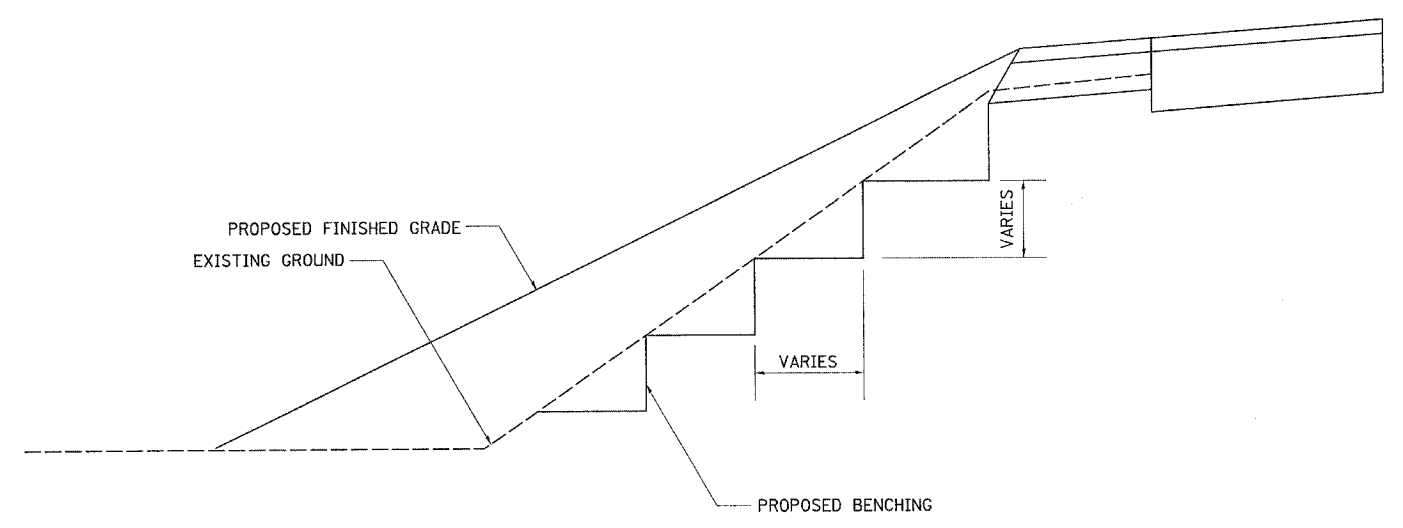 PROPOSED FINISHED GRADE
EXISTING GROUND
VARIES
VARIES
PROPOSED BENCHING